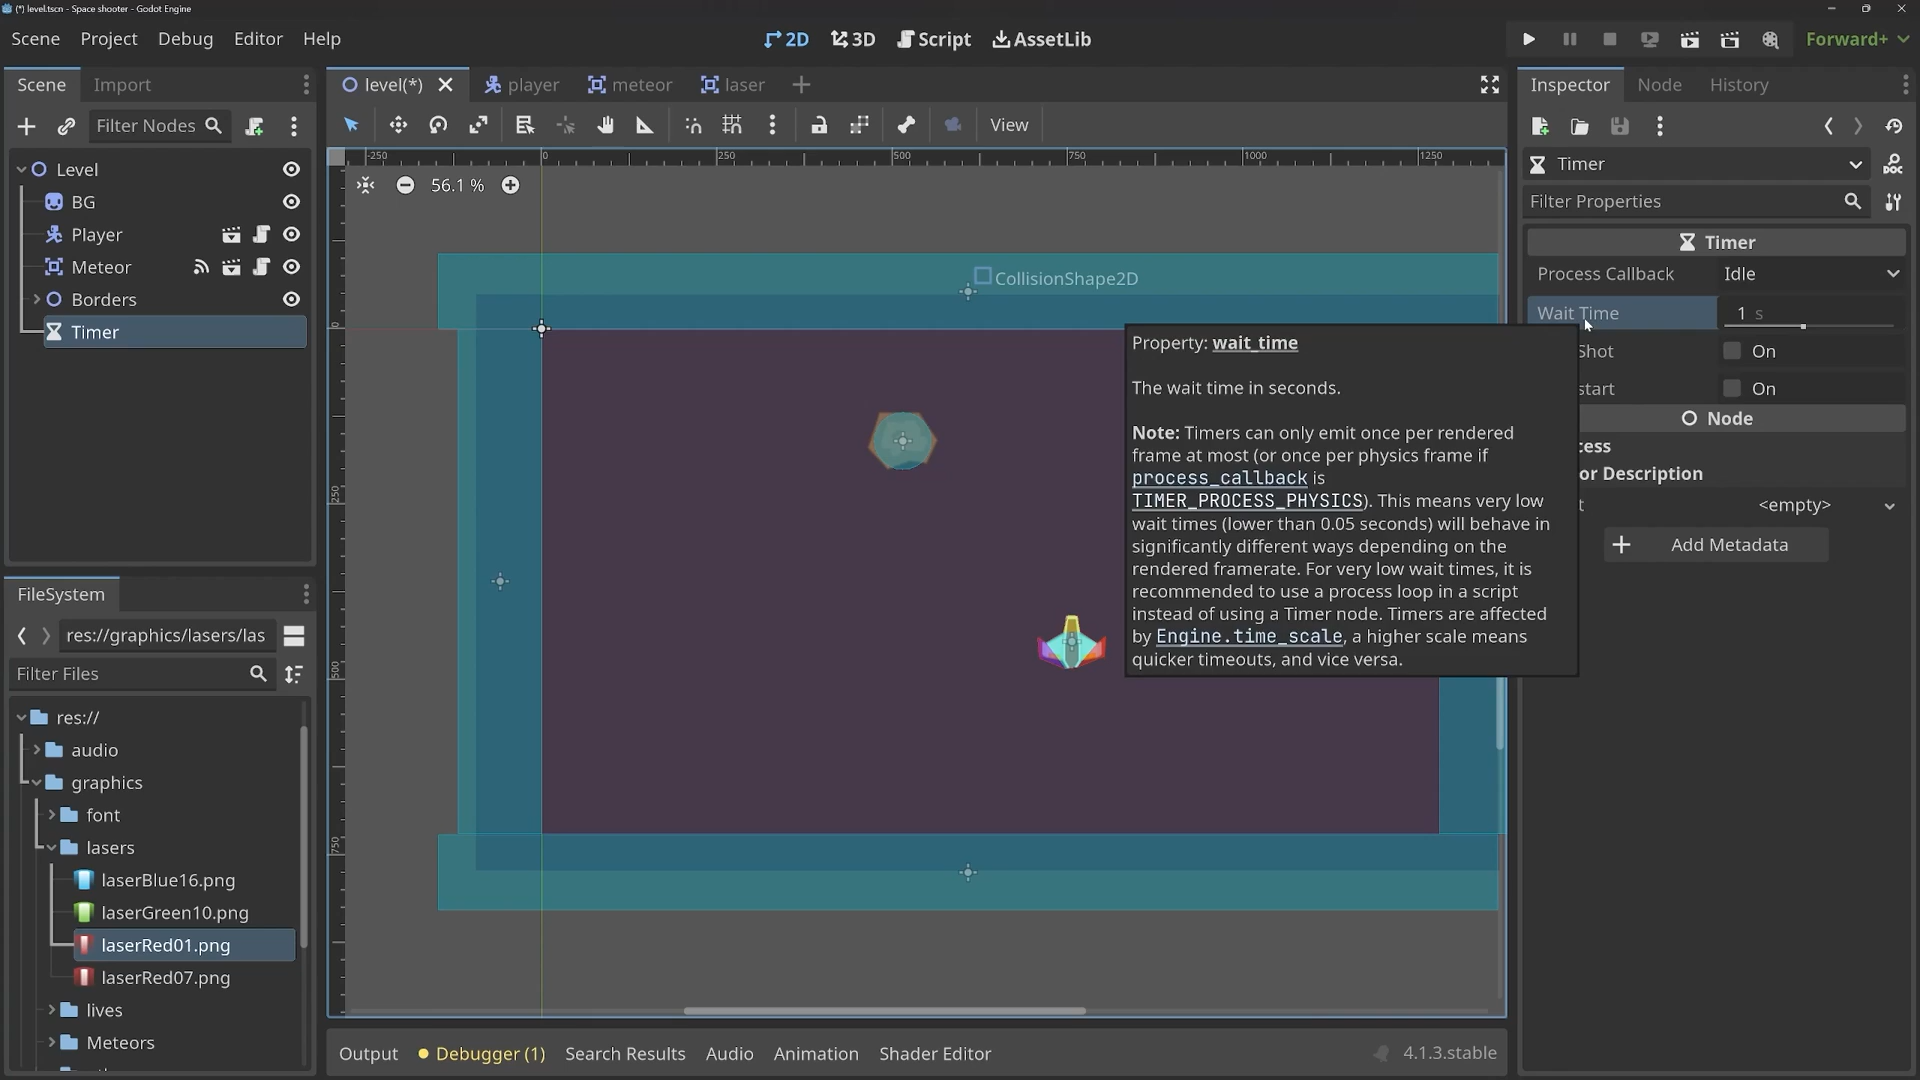 (*) level.tscn - Space shooter - Godot Engine
Scene Project Debug Editor Help
2D 3D Script AssetLib
Forward+
Scene Import
level(*) player meteor laser
Inspector Node History
Filter Nodes
View
Level
BG
Player
Meteor
Borders
Timer
-250 0 250 500 750 1000 1250
56.1 %
0
250
500
750
CollisionShape2D
Timer
Filter Properties
Timer
Process Callback Idle
Wait Time 1 s
Shot On
start On
Node
cess
or Description
t <empty>
Add Metadata
Property: wait_time
The wait time in seconds.
Note: Timers can only emit once per rendered
frame at most (or once per physics frame if
process_callback is
TIMER_PROCESS_PHYSICS). This means very low
wait times (lower than 0.05 seconds) will behave in
significantly different ways depending on the
rendered framerate. For very low wait times, it is
recommended to use a process loop in a script
instead of using a Timer node. Timers are affected
by Engine.time_scale, a higher scale means
quicker timeouts, and vice versa.
FileSystem
res://graphics/lasers/las
Filter Files
res://
audio
graphics
font
lasers
laserBlue16.png
laserGreen10.png
laserRed01.png
laserRed07.png
lives
Meteors
Output Debugger (1) Search Results Audio Animation Shader Editor
4.1.3.stable